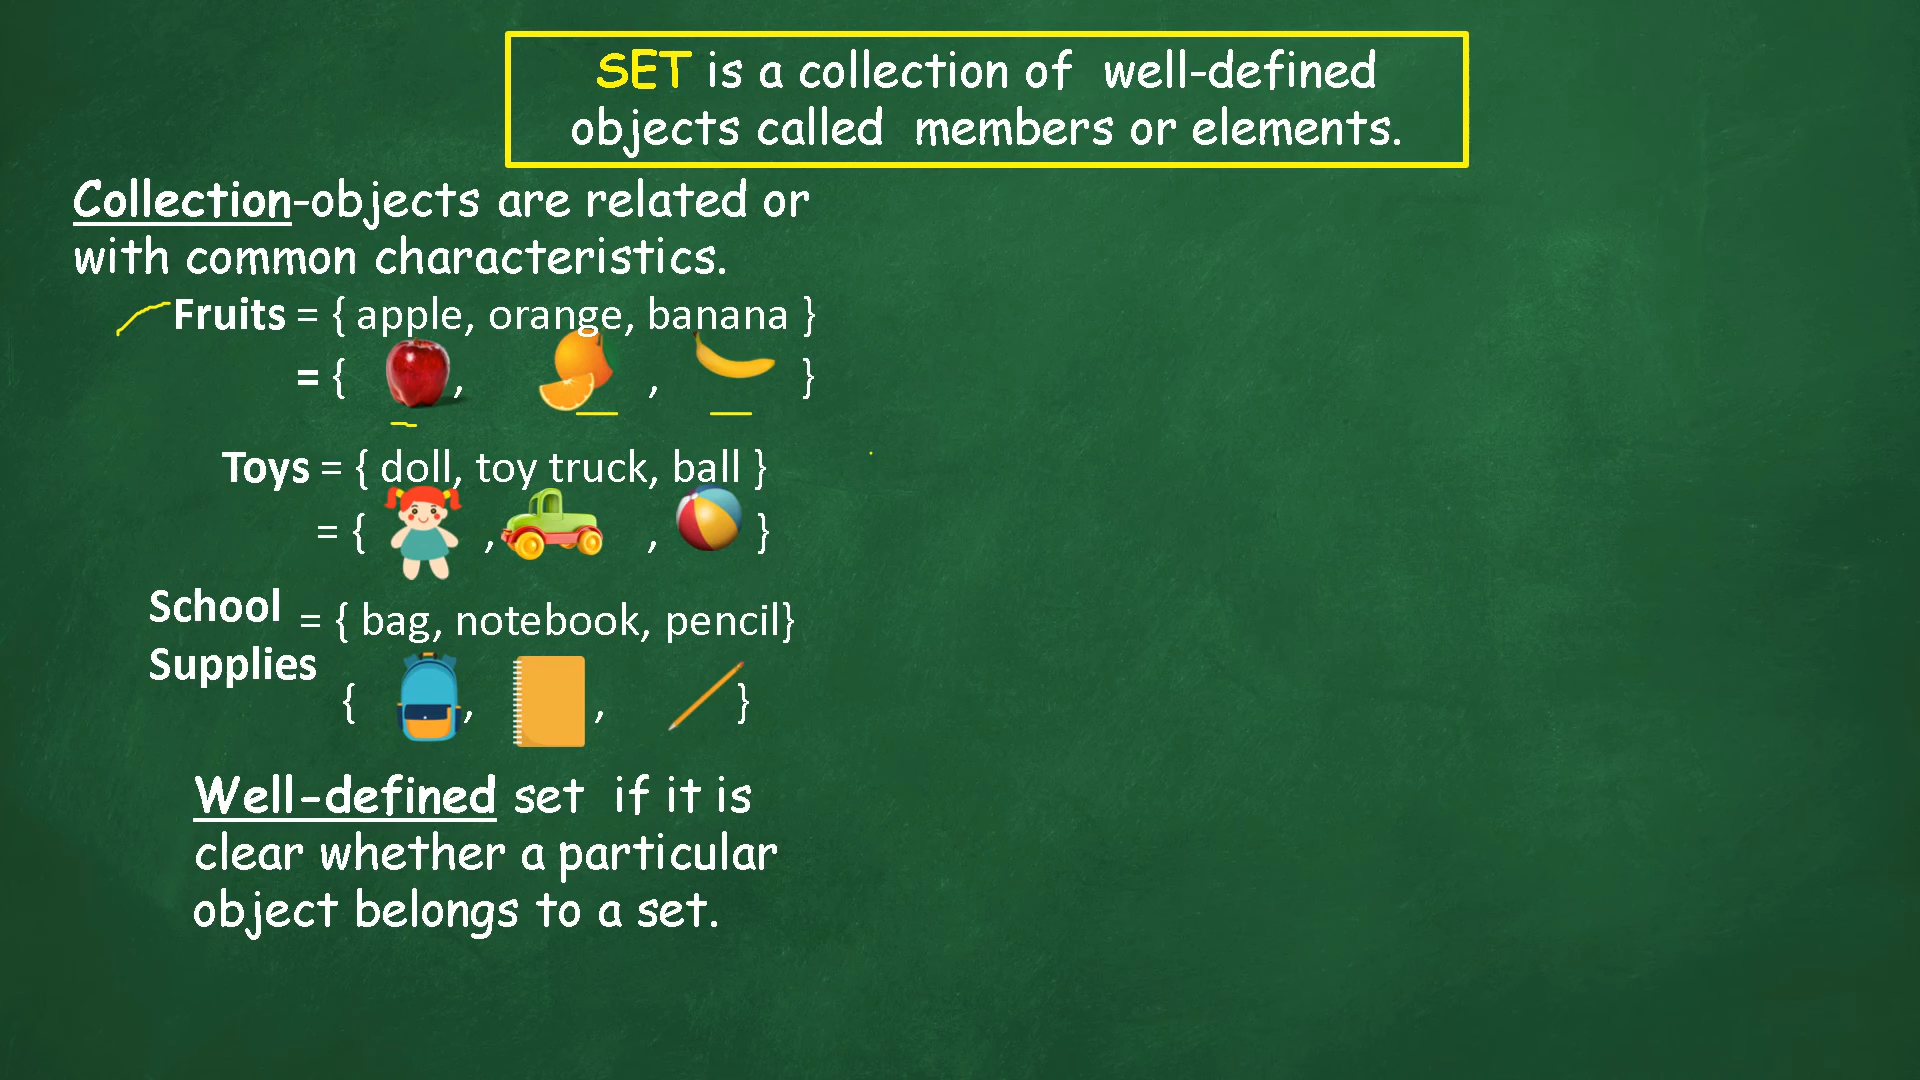 SET is a collection of well-defined
objects called members or elements.
Collection-objects are related or
with common characteristics.
Fruits = { apple, orange, banana }
= { , , }
Toys = { doll, toy truck, ball }
= { , , }
School
Supplies
= { bag, notebook, pencil}
{ , , }
Well-defined set if it is
clear whether a particular
object belongs to a set.